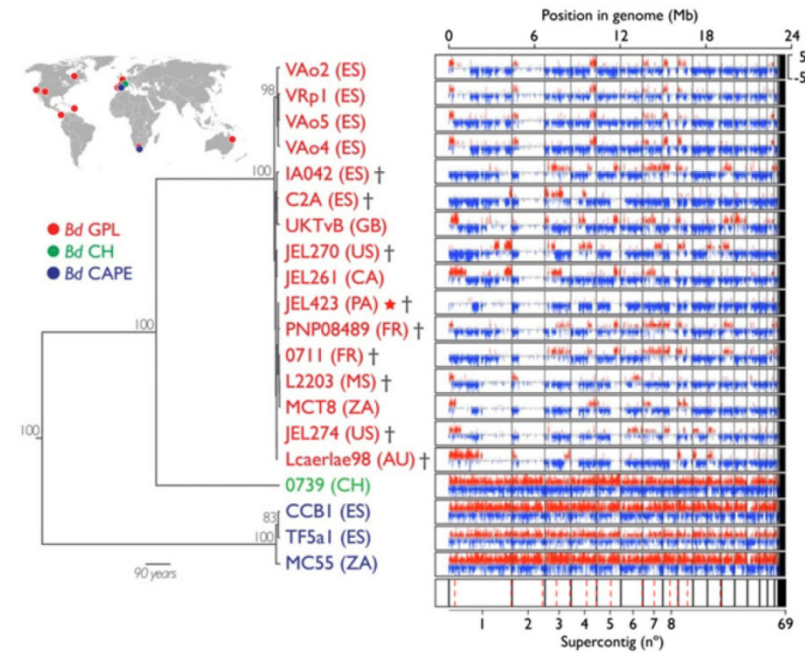 Position in genome (Mb)
0 6 12 18 24
5
-5
VAo2 (ES)
98
VRp1 (ES)
VAo5 (ES)
VAo4 (ES)
100
IA042 (ES) †
C2A (ES) †
UKTvB (GB)
JEL270 (US) †
JEL261 (CA)
JEL423 (PA) ★ †
PNP08489 (FR) †
0711 (FR) †
L2203 (MS) †
MCT8 (ZA)
JEL274 (US) †
Lcaerlae98 (AU) †
0739 (CH)
CCB1 (ES)
TF5a1 (ES)
MC55 (ZA)
Bd GPL
Bd CH
Bd CAPE
100
100
83
100
90 years
1 2 3 4 5 6 7 8 69
Supercontig (nº)